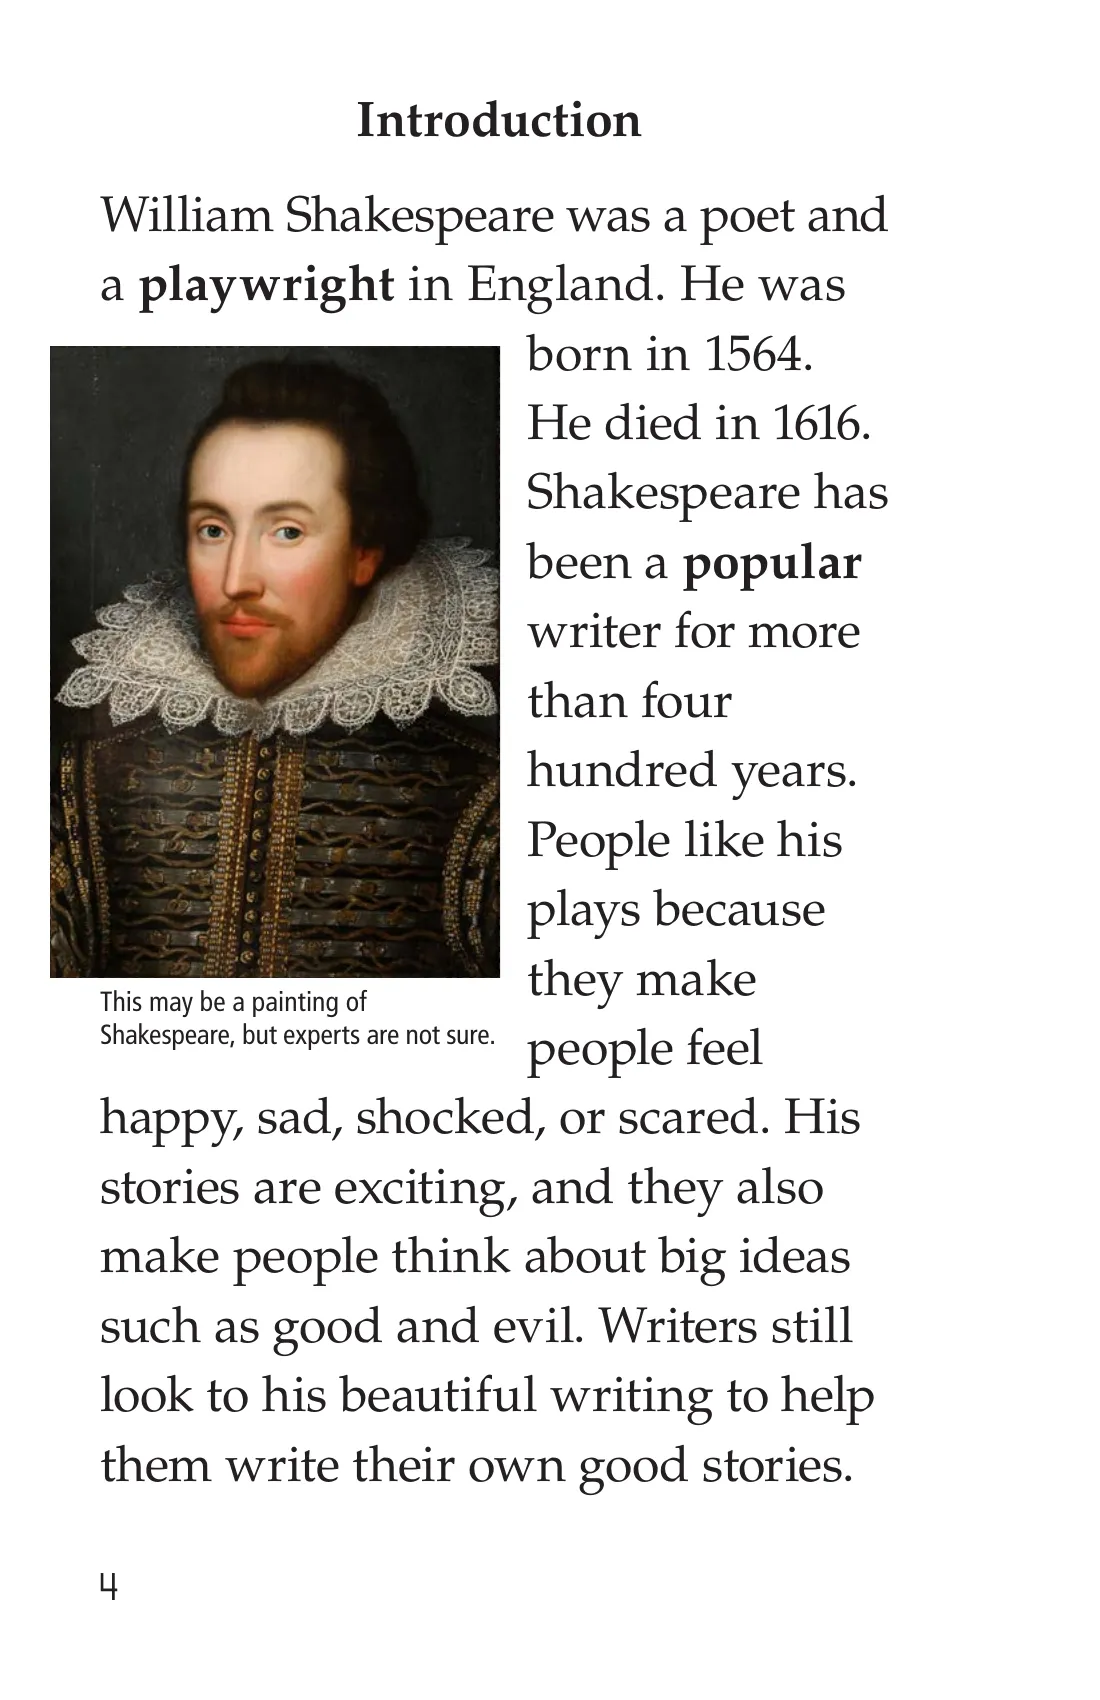 Introduction
William Shakespeare was a poet and
a playwright in England. He was
born in 1564.
He died in 1616.
Shakespeare has
been a popular
writer for more
than four
hundred years.
People like his
plays because
they make
people feel
This may be a painting of
Shakespeare, but experts are not sure.
happy, sad, shocked, or scared. His
stories are exciting, and they also
make people think about big ideas
such as good and evil. Writers still
look to his beautiful writing to help
them write their own good stories.
4